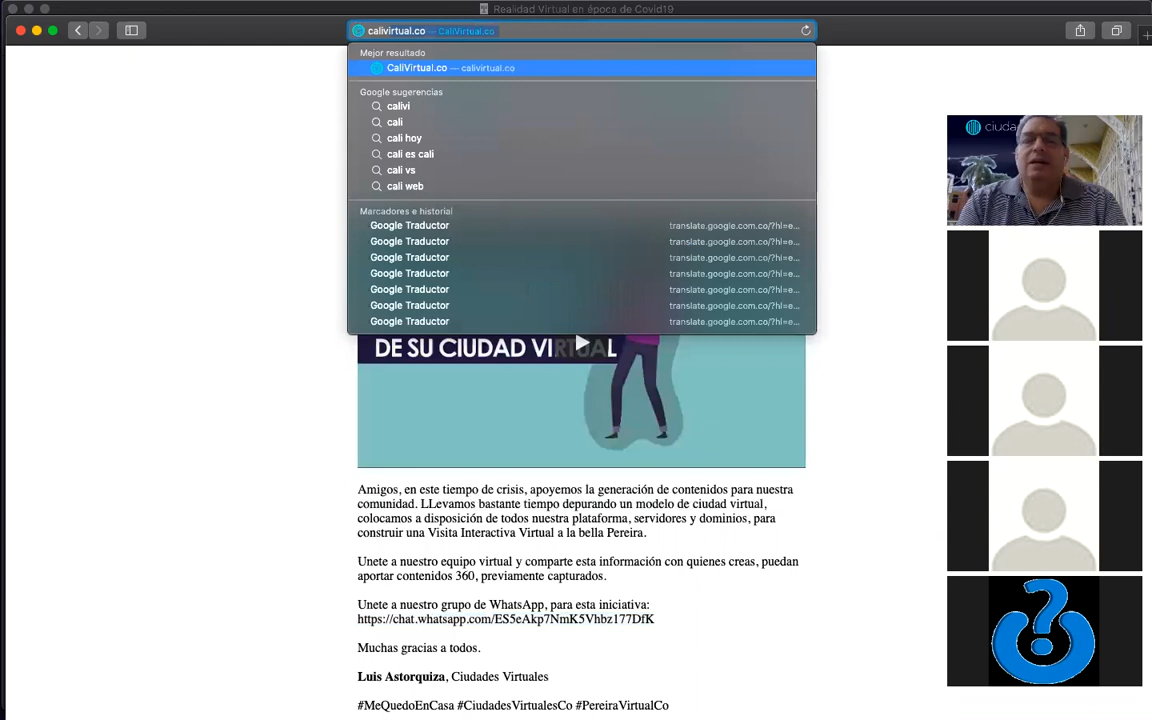 Realidad Virtual en época de Covid19
calivirtual.co — CaliVirtual.co
Mejor resultado
CaliVirtual.co — calivirtual.co
Google sugerencias
calivi
cali
cali hoy
cali es cali
cali vs
cali web
Marcadores e historial
Google Traductor translate.google.com.co/?hl=e...
Google Traductor translate.google.com.co/?hl=e...
Google Traductor translate.google.com.co/?hl=e...
Google Traductor translate.google.com.co/?hl=e...
Google Traductor translate.google.com.co/?hl=e...
Google Traductor translate.google.com.co/?hl=e...
Google Traductor translate.google.com.co/?hl=e...
DE SU CIUDAD VIRTUAL
Amigos, en este tiempo de crisis, apoyemos la generación de contenidos para nuestra
comunidad. LLevamos bastante tiempo depurando un modelo de ciudad virtual,
colocamos a disposición de todos nuestra plataforma, servidores y dominios, para
construir una Visita Interactiva Virtual a la bella Pereira.
Unete a nuestro equipo virtual y comparte esta información con quienes creas, puedan
aportar contenidos 360, previamente capturados.
Unete a nuestro grupo de WhatsApp, para esta iniciativa:
https://chat.whatsapp.com/ES5eAkp7NmK5Vhbz177DfK
Muchas gracias a todos.
Luis Astorquiza, Ciudades Virtuales
#MeQuedoEnCasa #CiudadesVirtualesCo #PereiraVirtualCo